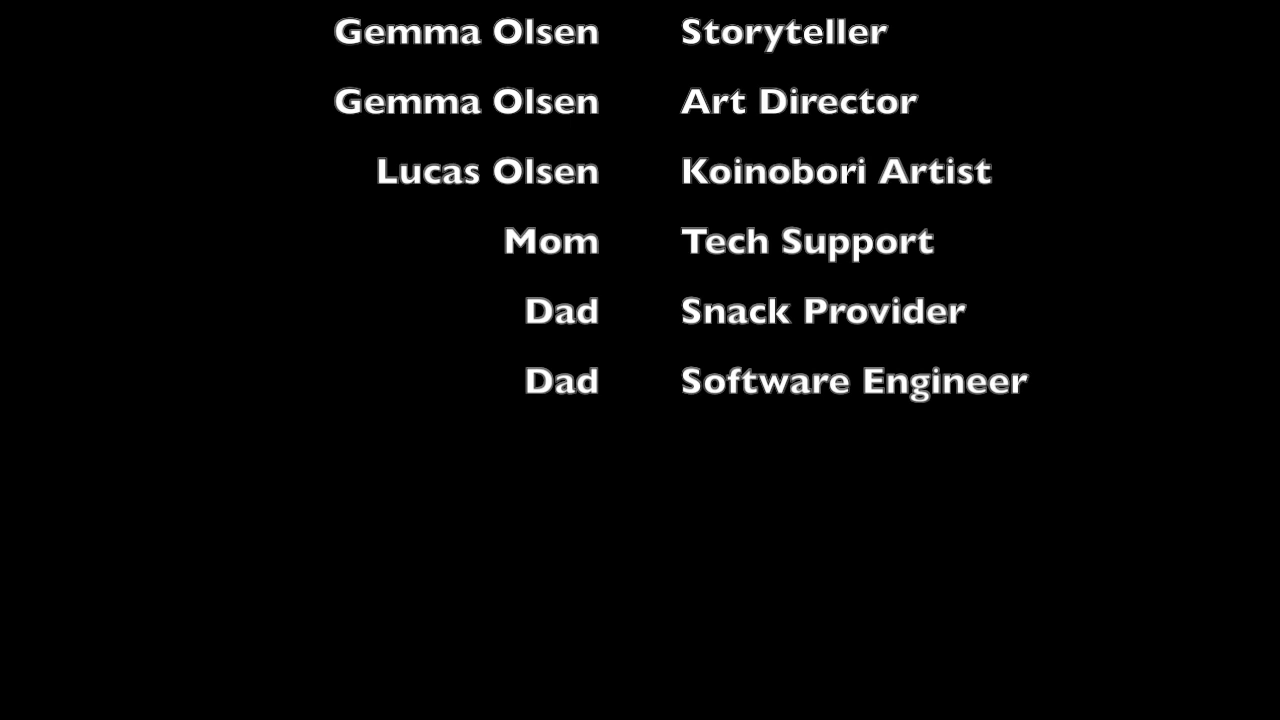 Gemma Olsen Storyteller
Gemma Olsen Art Director
Lucas Olsen Koinobori Artist
Mom Tech Support
Dad Snack Provider
Dad Software Engineer